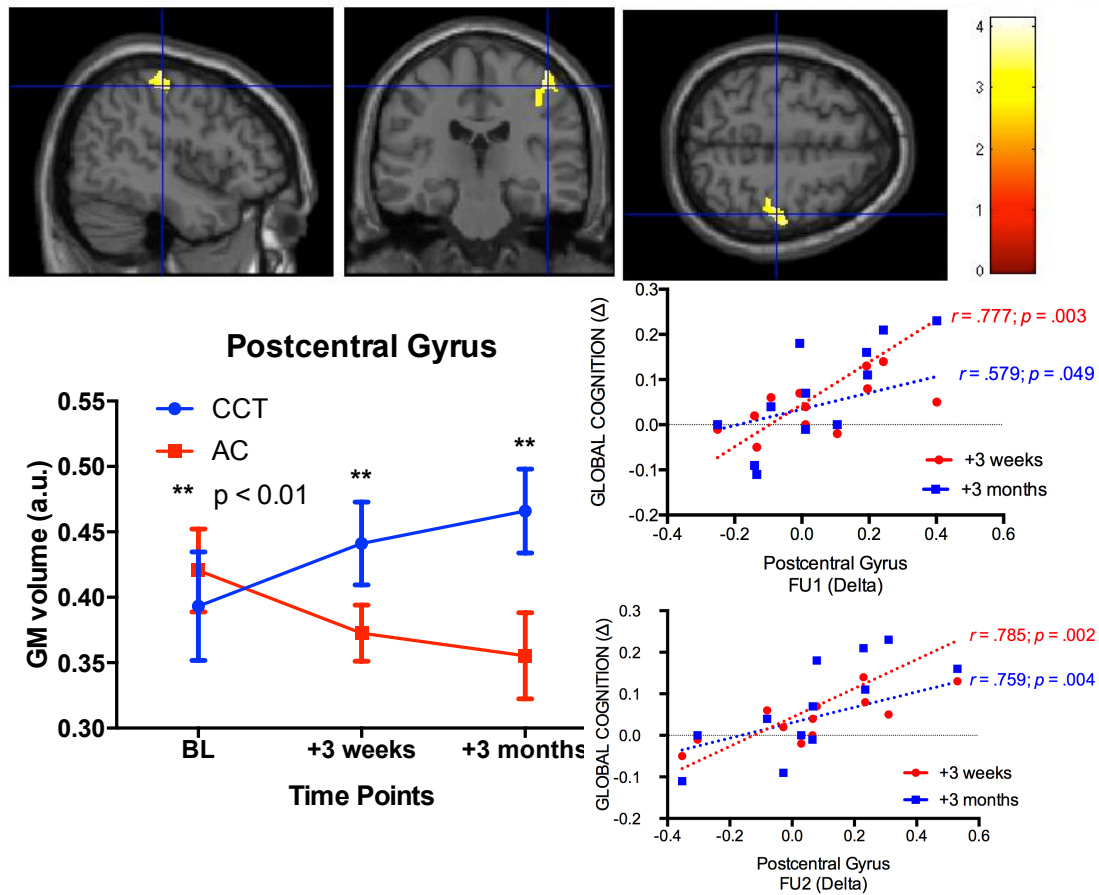 4
3
2
1
0
Postcentral Gyrus
GM volume (a.u.)
0.55
0.50
0.45
0.40
0.35
0.30
CCT
AC
** p < 0.01
**
**
BL
+3 weeks
+3 months
Time Points
GLOBAL COGNITION (Δ)
0.3
0.2
0.1
0.0
-0.1
-0.2
r = .777; p = .003
r = .579; p = .049
+3 weeks
+3 months
-0.4 -0.2 0.0 0.2 0.4 0.6
Postcentral Gyrus
FU1 (Delta)
GLOBAL COGNITION (Δ)
0.3
0.2
0.1
0.0
-0.1
-0.2
r = .785; p = .002
r = .759; p = .004
+3 weeks
+3 months
-0.4 -0.2 0.0 0.2 0.4 0.6
Postcentral Gyrus
FU2 (Delta)